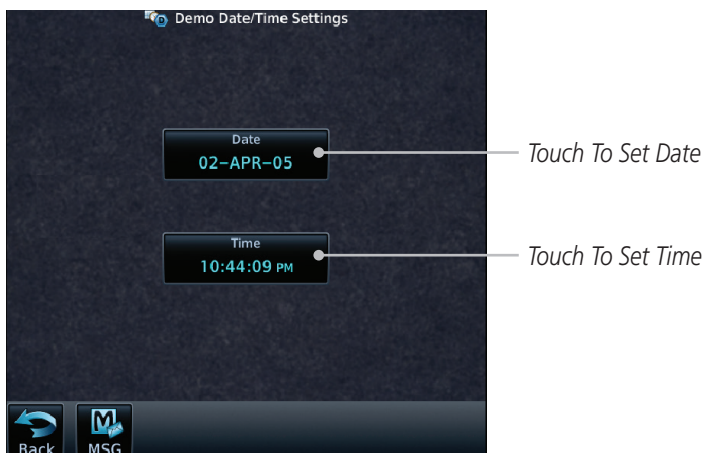 Demo Date/Time Settings
Date
02–APR–05
Touch To Set Date
Time
10:44:09 PM
Touch To Set Time
Back
MSG